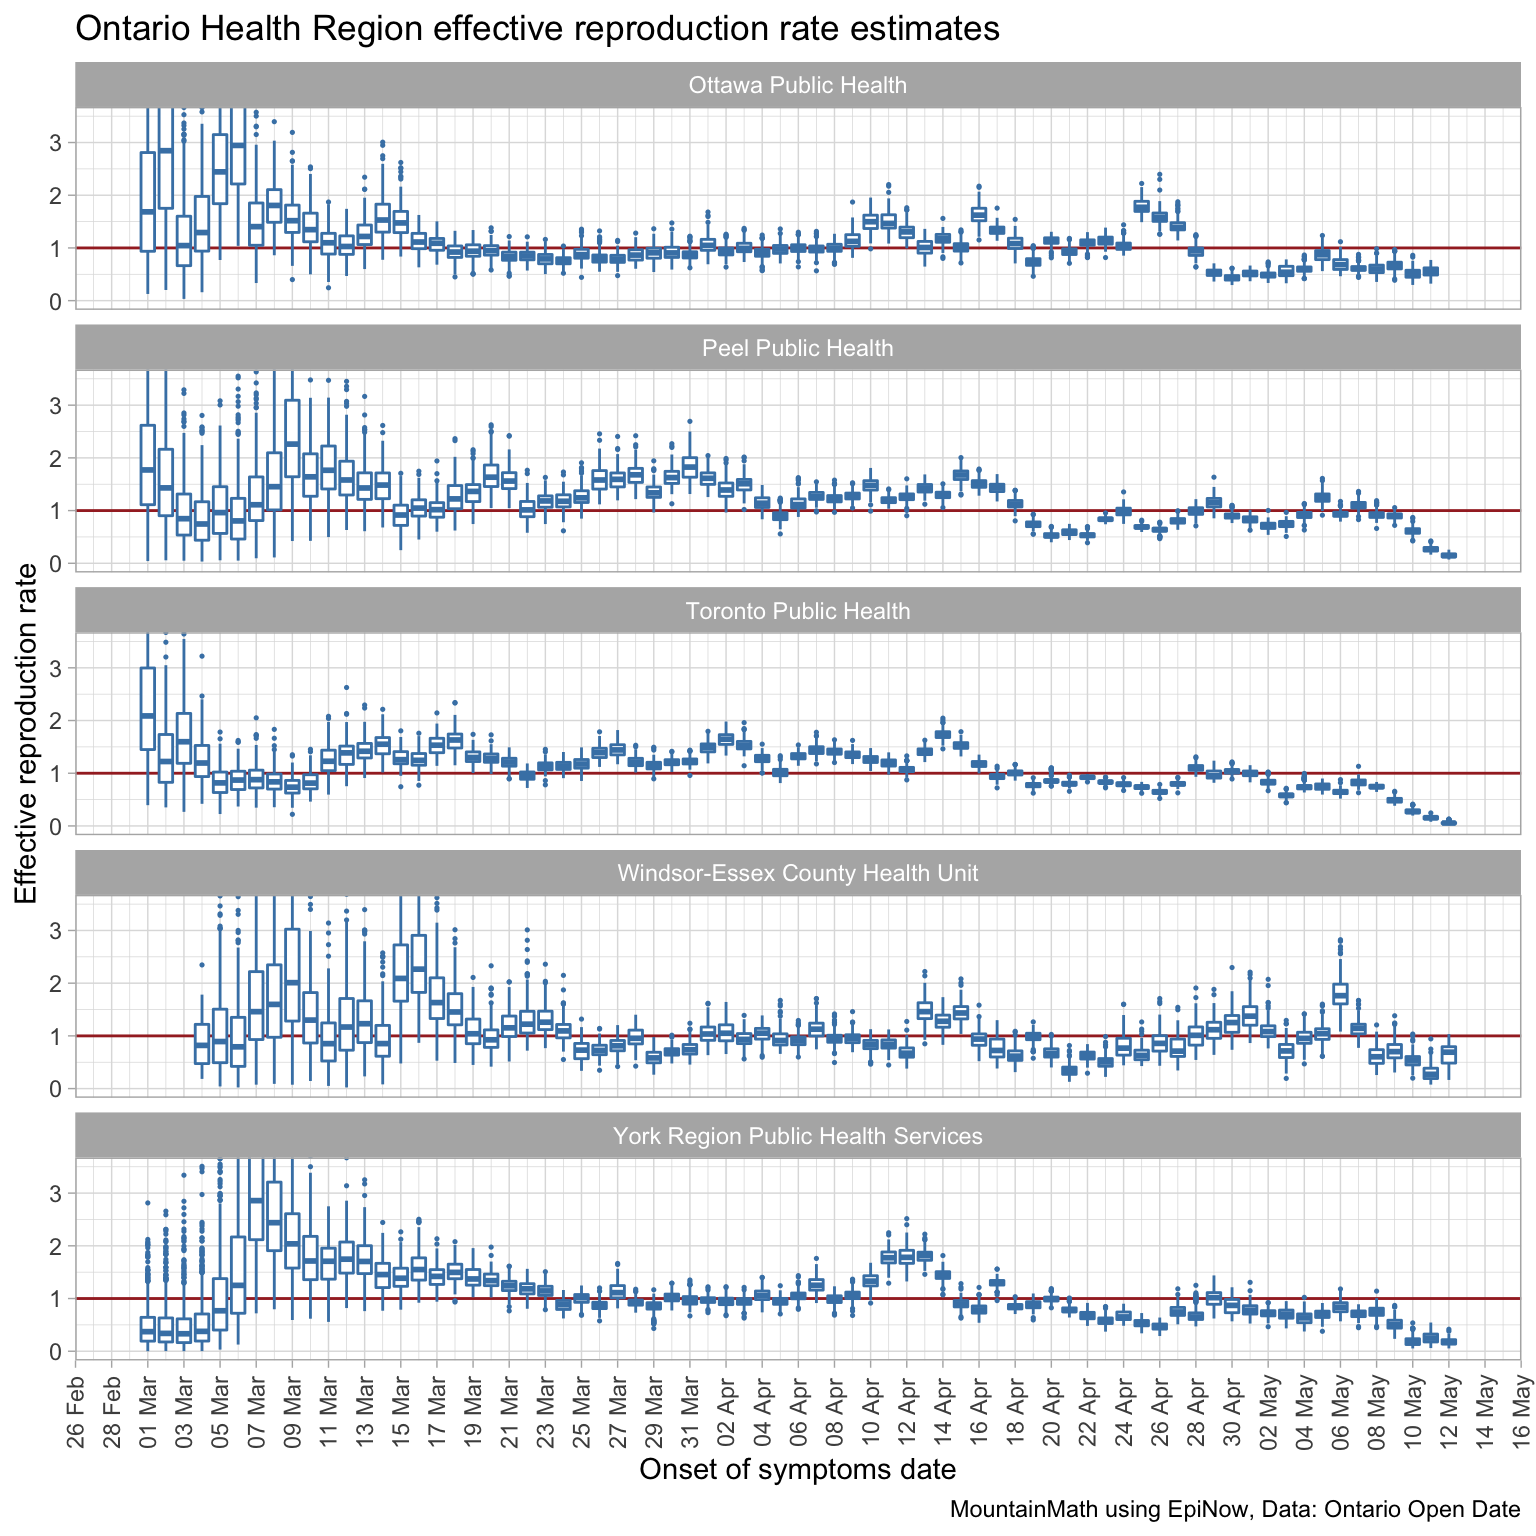 Ontario Health Region effective reproduction rate estimates
Ottawa Public Health
3
2
1
0
Peel Public Health
3
2
1
0
Toronto Public Health
3
2
1
0
Windsor-Essex County Health Unit
3
2
1
0
York Region Public Health Services
3
2
1
0
Effective reproduction rate
26 Feb
28 Feb
01 Mar
03 Mar
05 Mar
07 Mar
09 Mar
11 Mar
13 Mar
15 Mar
17 Mar
19 Mar
21 Mar
23 Mar
25 Mar
27 Mar
29 Mar
31 Mar
02 Apr
04 Apr
06 Apr
08 Apr
10 Apr
12 Apr
14 Apr
16 Apr
18 Apr
20 Apr
22 Apr
24 Apr
26 Apr
28 Apr
30 Apr
02 May
04 May
06 May
08 May
10 May
12 May
14 May
16 May
Onset of symptoms date
MountainMath using EpiNow, Data: Ontario Open Date